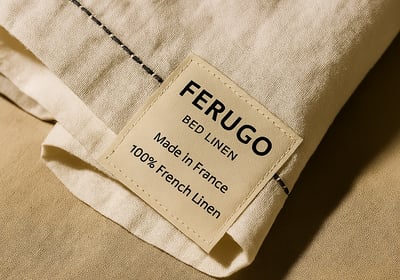 FERUGO
BED LINEN
Made in France
100% French Linen